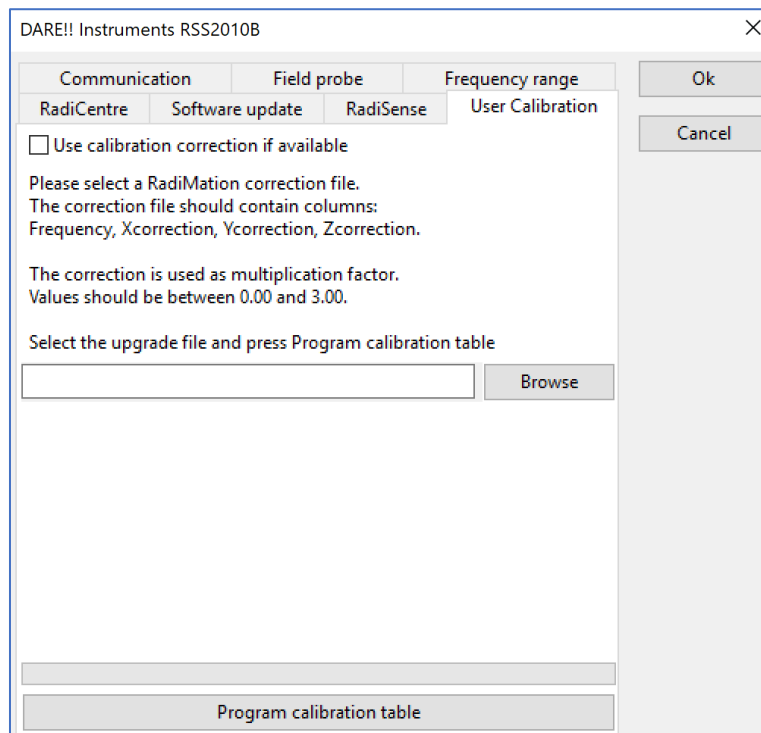 DARE!! Instruments RSS2010B
Communication
Field probe
Frequency range
RadiCentre
Software update
RadiSense
User Calibration
Ok
Cancel
Use calibration correction if available
Please select a RadiMation correction file.
The correction file should contain columns:
Frequency, Xcorrection, Ycorrection, Zcorrection.
The correction is used as multiplication factor.
Values should be between 0.00 and 3.00.
Select the upgrade file and press Program calibration table
Browse
Program calibration table